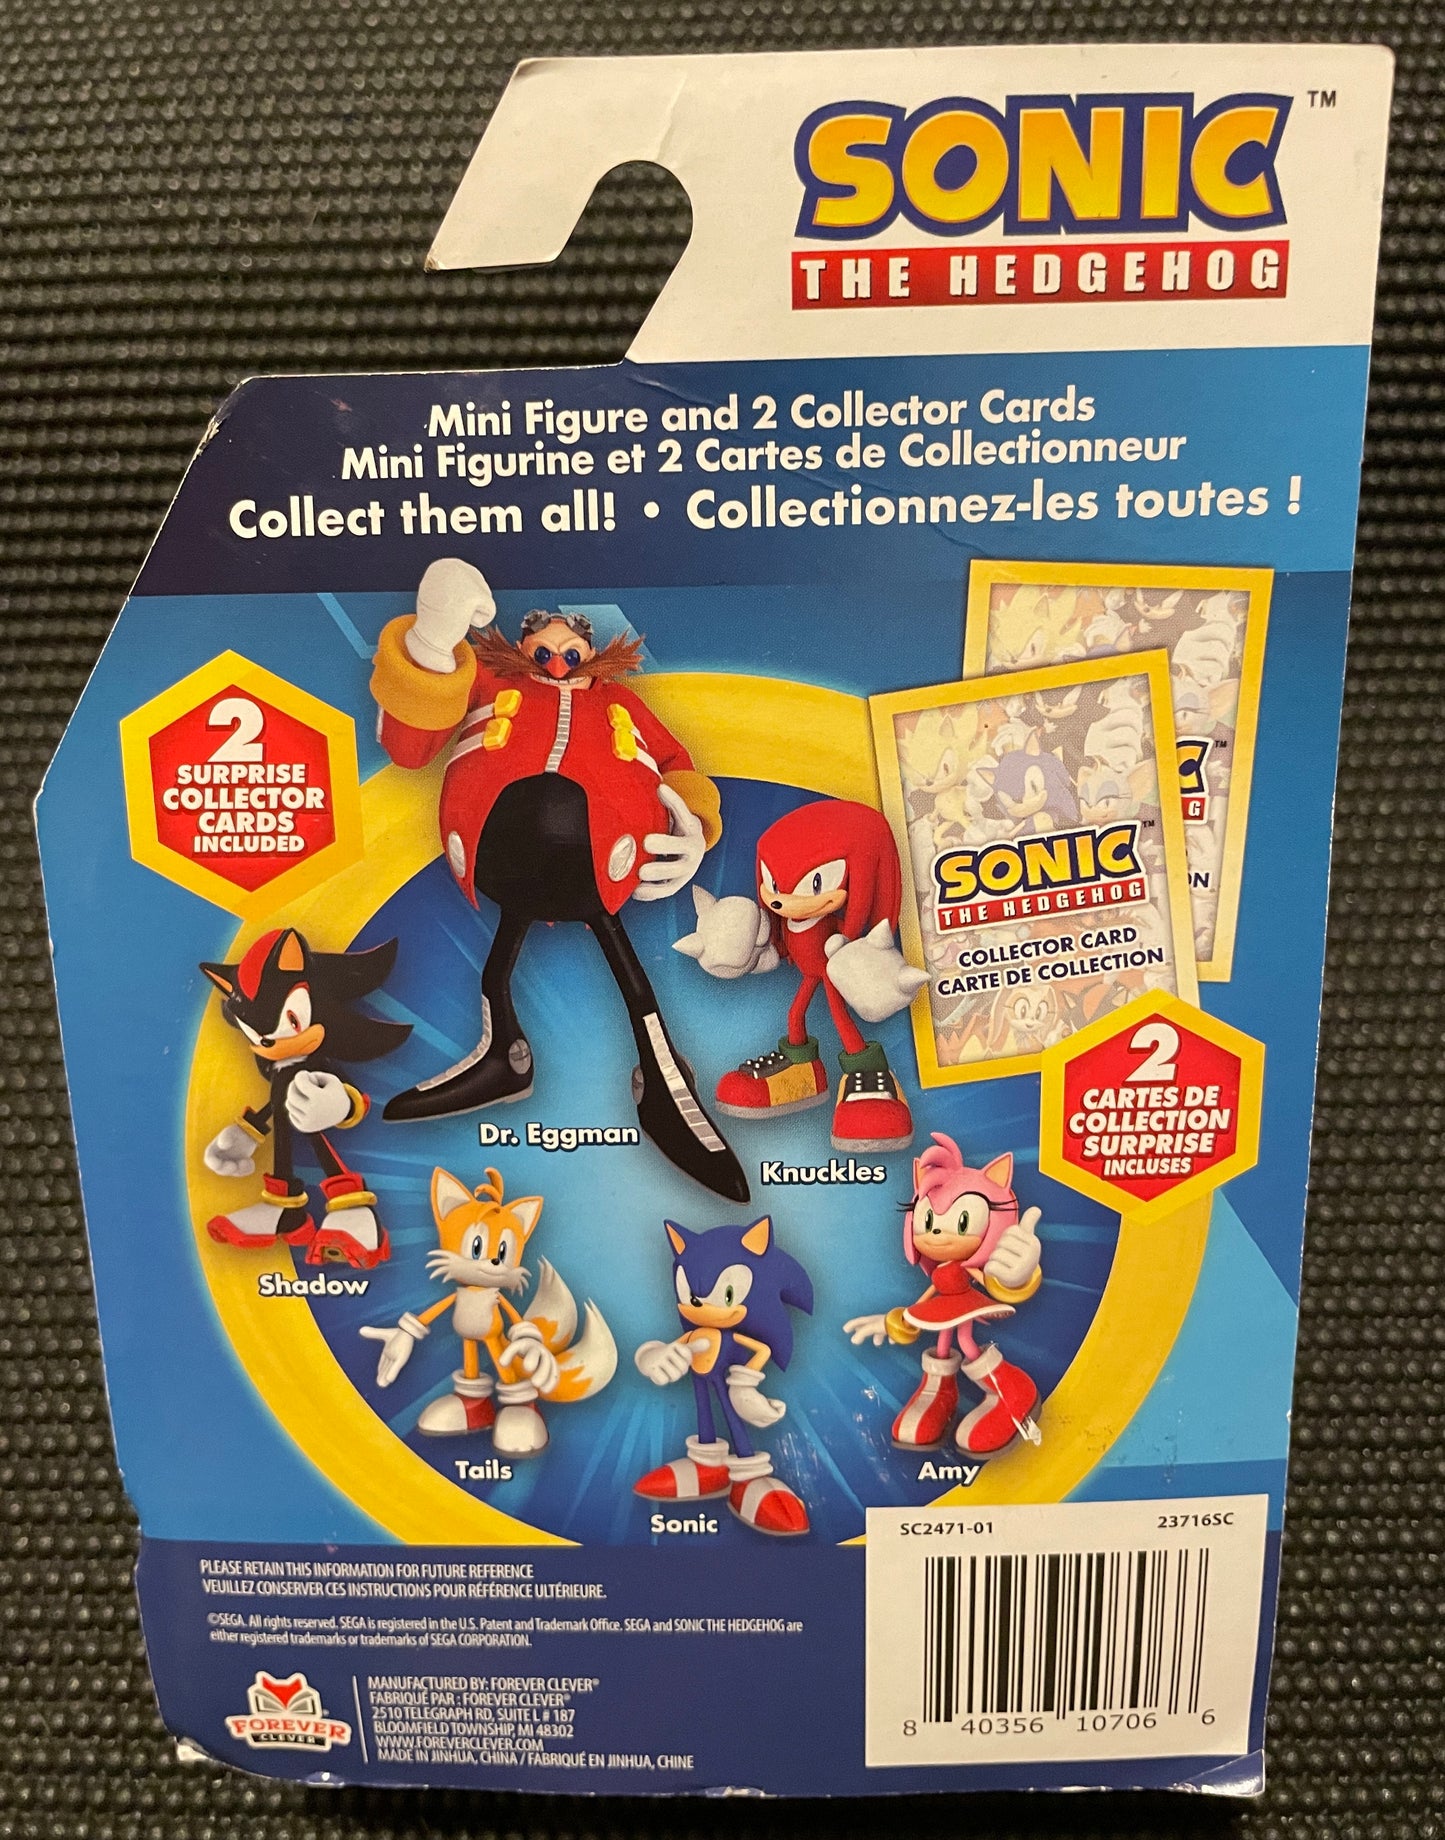 SONIC ™
THE HEDGEHOG
Mini Figure and 2 Collector Cards
Mini Figurine et 2 Cartes de Collectionneur
Collect them all! • Collectionnez-les toutes !
2
SURPRISE
COLLECTOR
CARDS
INCLUDED
C ™
G
ON
SONIC ™
THE HEDGEHOG
COLLECTOR CARD
CARTE DE COLLECTION
2
CARTES DE
COLLECTION
SURPRISE
INCLUSES
Dr. Eggman
Knuckles
Shadow
Tails
Sonic
Amy
PLEASE RETAIN THIS INFORMATION FOR FUTURE REFERENCE
VEUILLEZ CONSERVER CES INSTRUCTIONS POUR RÉFÉRENCE ULTÉRIEURE.
©SEGA. All rights reserved. SEGA is registered in the U.S. Patent and Trademark Office. SEGA and SONIC THE HEDGEHOG are
either registered trademarks or trademarks of SEGA CORPORATION.
FOREVER
CLEVER
MANUFACTURED BY: FOREVER CLEVER®
FABRIQUÉ PAR : FOREVER CLEVER®
2510 TELEGRAPH RD, SUITE L # 187
BLOOMFIELD TOWNSHIP, MI 48302
WWW.FOREVERCLEVER.COM
MADE IN JINHUA, CHINA / FABRIQUÉ EN JINHUA, CHINE
SC2471-01 23716SC
8 40356 10706 6